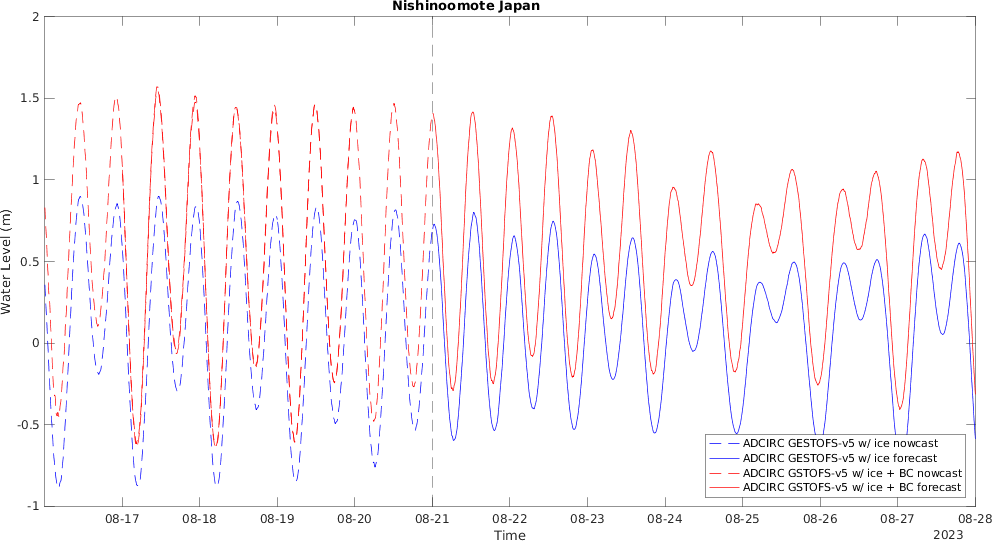 Nishinoomote Japan
2
1.5
1
0.5
0
-0.5
-1
Water Level (m)
ADCIRC GESTOFS-v5 w/ ice nowcast
ADCIRC GESTOFS-v5 w/ ice forecast
ADCIRC GSTOFS-v5 w/ ice + BC nowcast
ADCIRC GSTOFS-v5 w/ ice + BC forecast
08-17 08-18 08-19 08-20 08-21 08-22 08-23 08-24 08-25 08-26 08-27 08-28
Time
2023